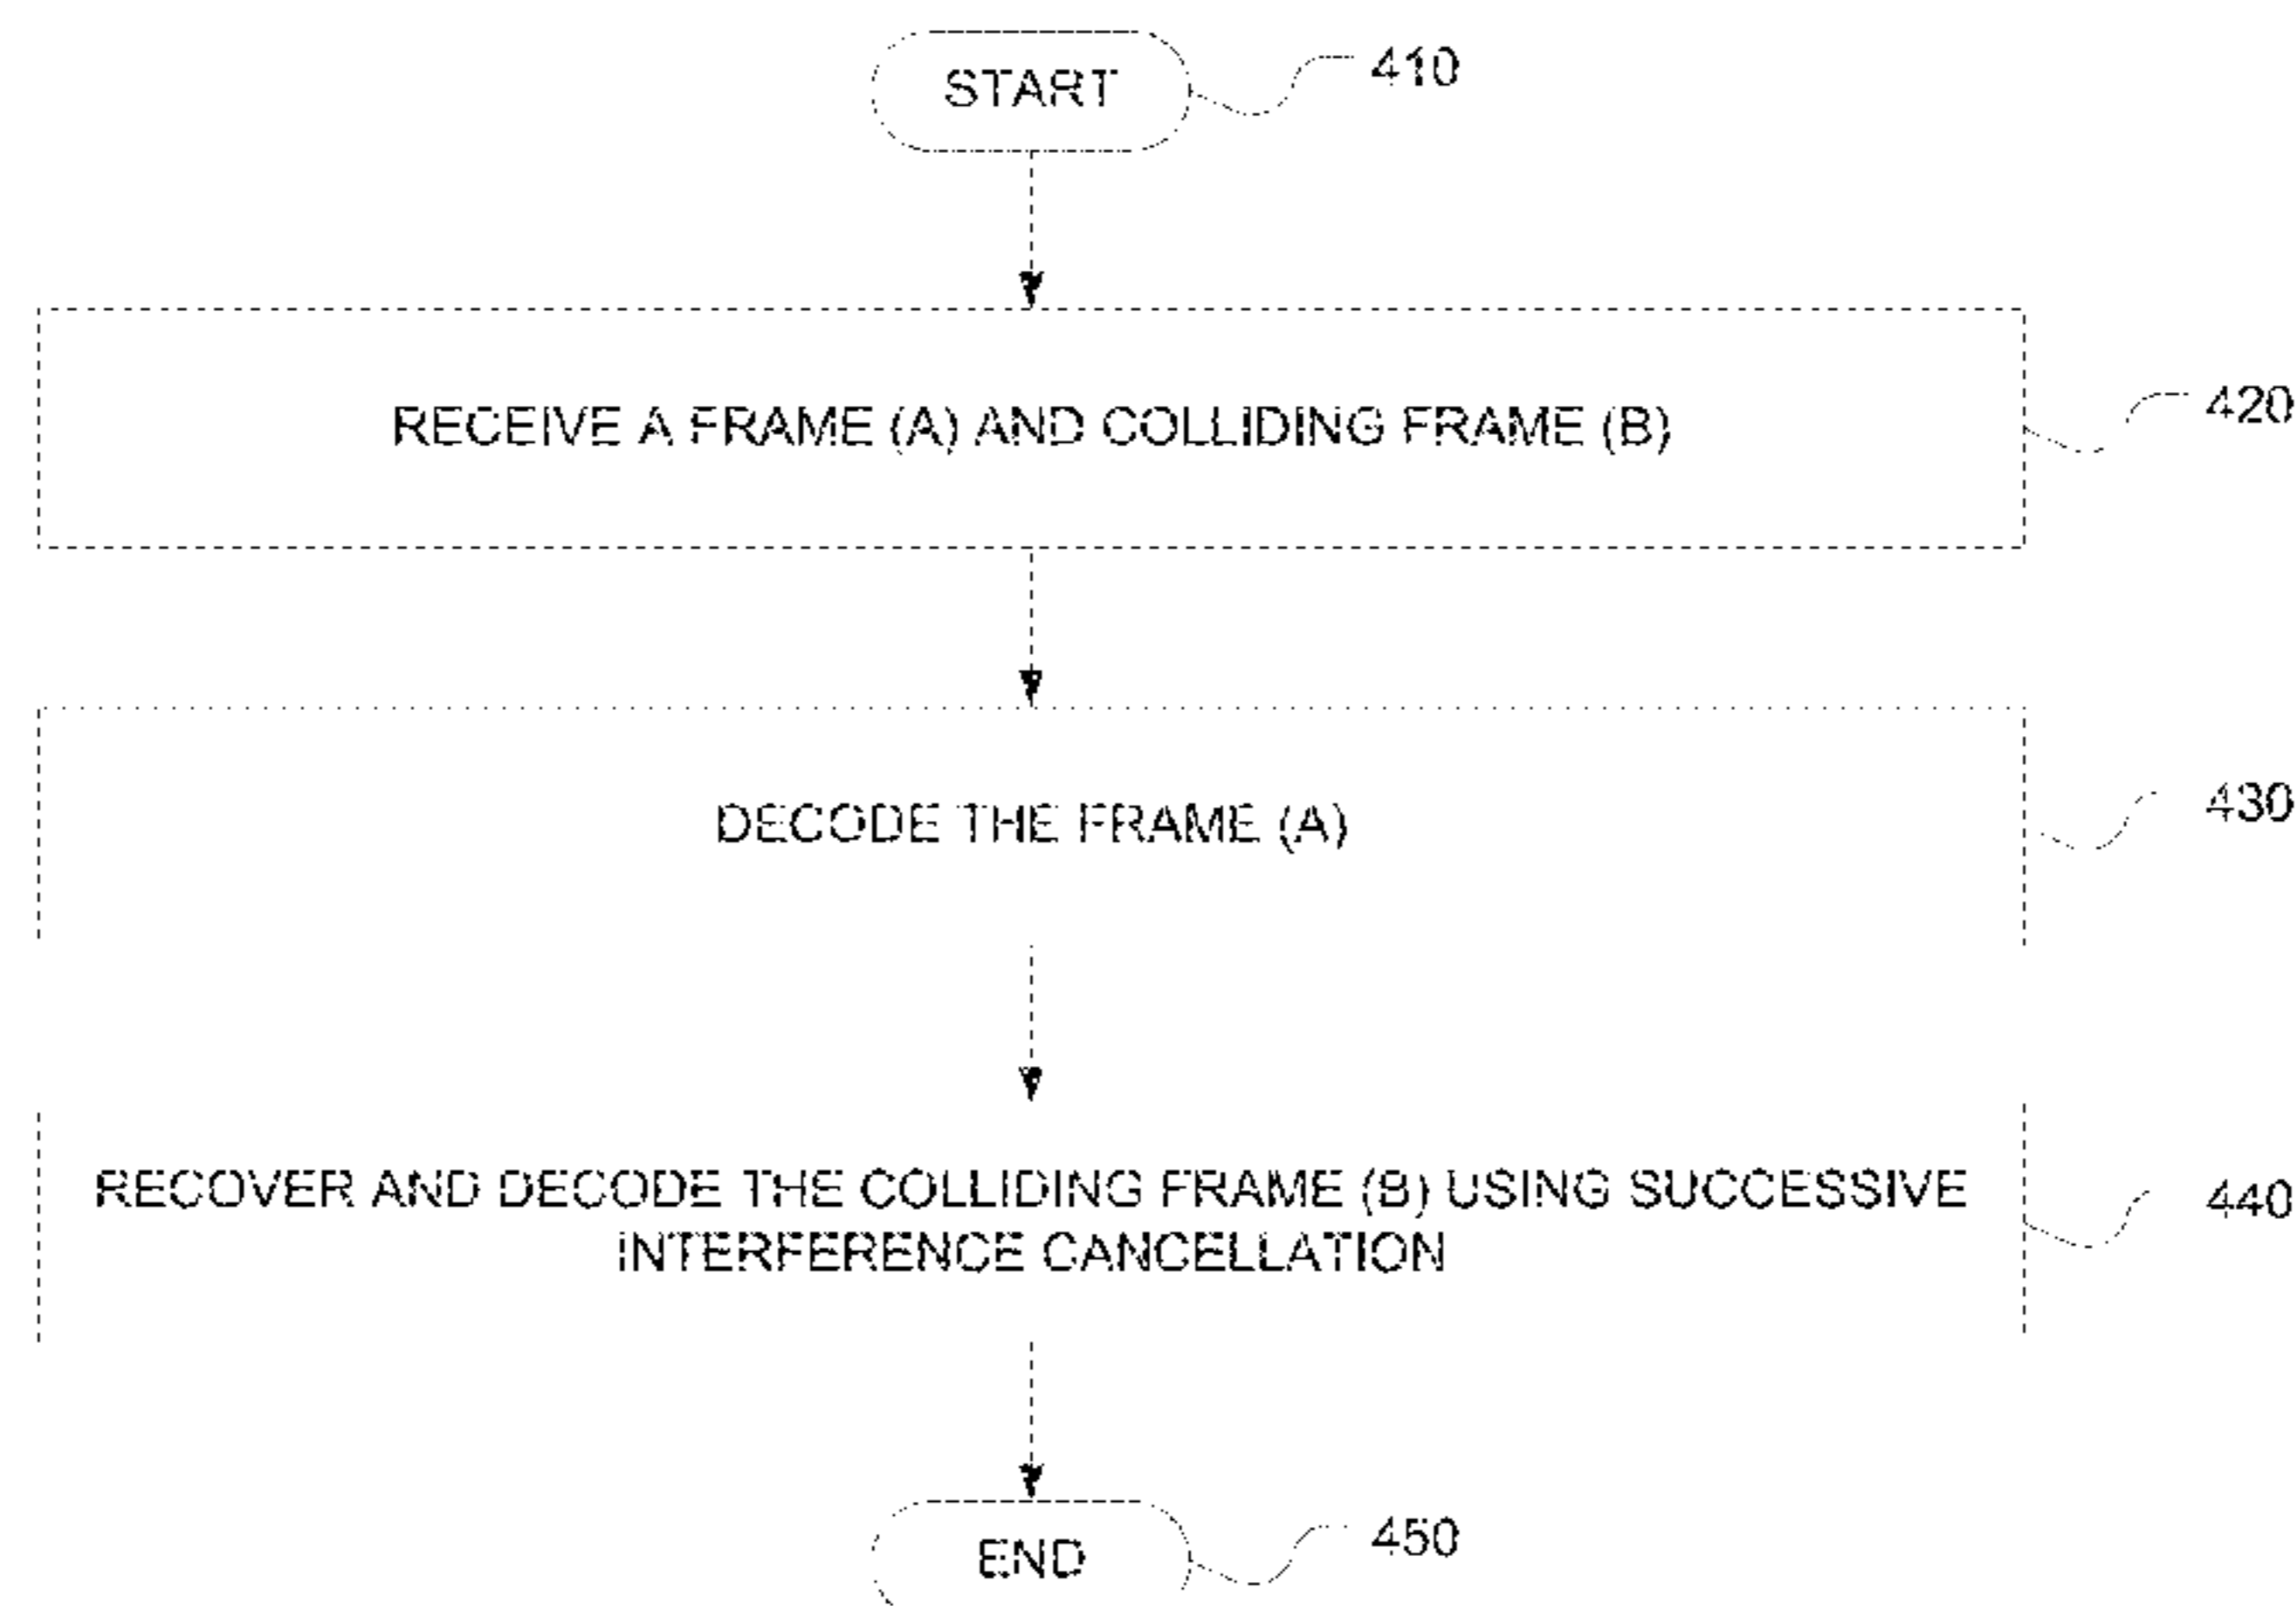 START
410
RECEIVE A FRAME (A) AND COLLIDING FRAME (B)
420
DECODE THE FRAME (A)
430
RECOVER AND DECODE THE COLLIDING FRAME (B) USING SUCCESSIVE
INTERFERENCE CANCELLATION
440
END
450